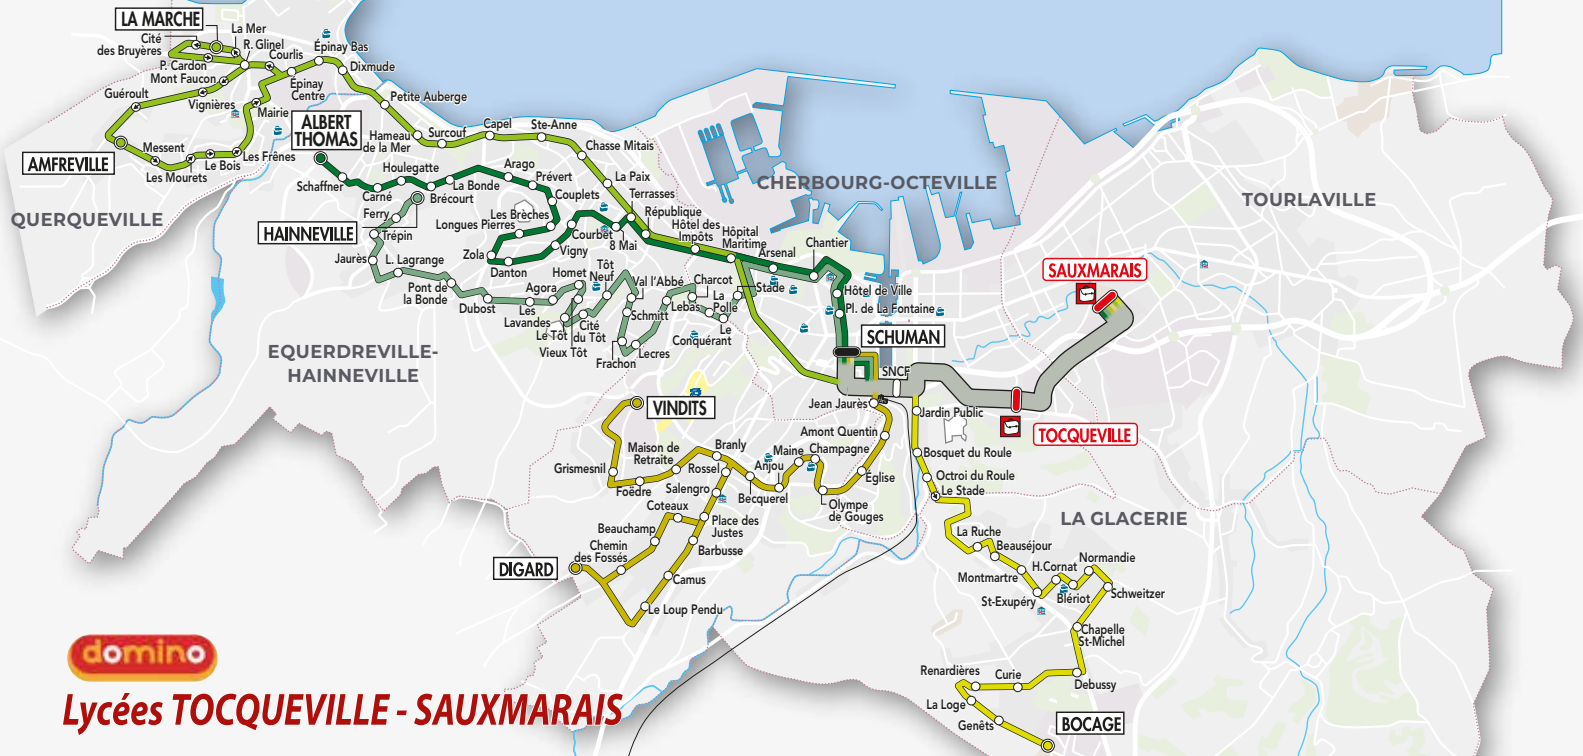 LA MARCHE
La Mer
Cité
des Bruyères
R. Glinel
Courlis
Épinay Bas
P. Cardon
Mont Faucon
Dixmude
Épinay
Centre
Guéroult
Vignières
Mairie
Petite Auberge
ALBERT
THOMAS
Hameau
de la Mer
Surcouf
Capel
Ste-Anne
Chasse Mitais
AMFREVILLE
Messent
Le Bois
Les Frênes
Les Mourets
Schaffner
Houlegatte
Carné
La Bonde
Brécourt
Arago
Prévert
Couplets
La Paix
Terrasses
République
CHERBOURG-OCTEVILLE
TOURLAVILLE
QUERQUEVILLE
HAINNEVILLE
Ferry
Trépin
Les Brèches
Longues Pierres
Courbet
8 Mai
Hôtel des
Impôts
Hôpital
Maritime
Arsenal
Chantier
Jaurès
L. Lagrange
Zola
Danton
Vigny
Pont de
la Bonde
Dubost
Agora
Homet
Tôt
Neuf
Val l'Abbé
Charcot
Stade
Hôtel de Ville
SAUXMARAIS
Les
Lavandes
Le Tôt
Cité
du Tôt
Vieux Tôt
Schmitt
Lebas
La
Polle
Le
Conquérant
Pl. de La Fontaine
Frachon
Lecres
SCHUMAN
SNCF
EQUERDREVILLE-
HAINNEVILLE
VINDITS
Jean Jaurès
Jardin Public
TOCQUEVILLE
Amont Quentin
Maison de
Retraite
Branly
Maine
Champagne
Bosquet du Roule
Grismesnil
Rossel
Anjou
Église
Octroi du Roule
Foëdre
Salengro
Becquerel
Le Stade
Olympe
de Gouges
Coteaux
Place des
Justes
LA GLACERIE
Beauchamp
Barbusse
La Ruche
Beauséjour
Chemin
des Fossés
DIGARD
Camus
Montmartre
H.Cornat
Normandie
St-Exupéry
Blériot
Schweitzer
Le Loup Pendu
Chapelle
St-Michel
domino
Renardières
Curie
Debussy
La Loge
Genêts
BOCAGE
Lycées TOCQUEVILLE - SAUXMARAIS